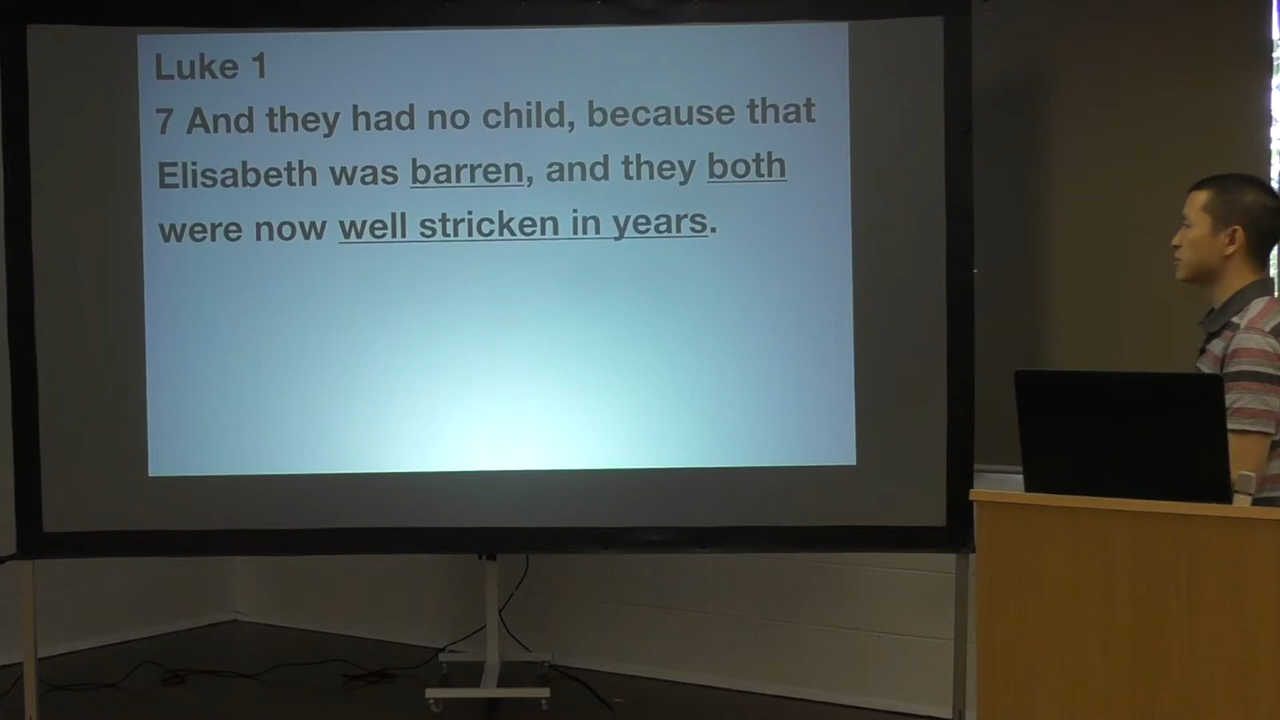 Luke 1
7 And they had no child, because that
Elisabeth was barren, and they both
were now well stricken in years.